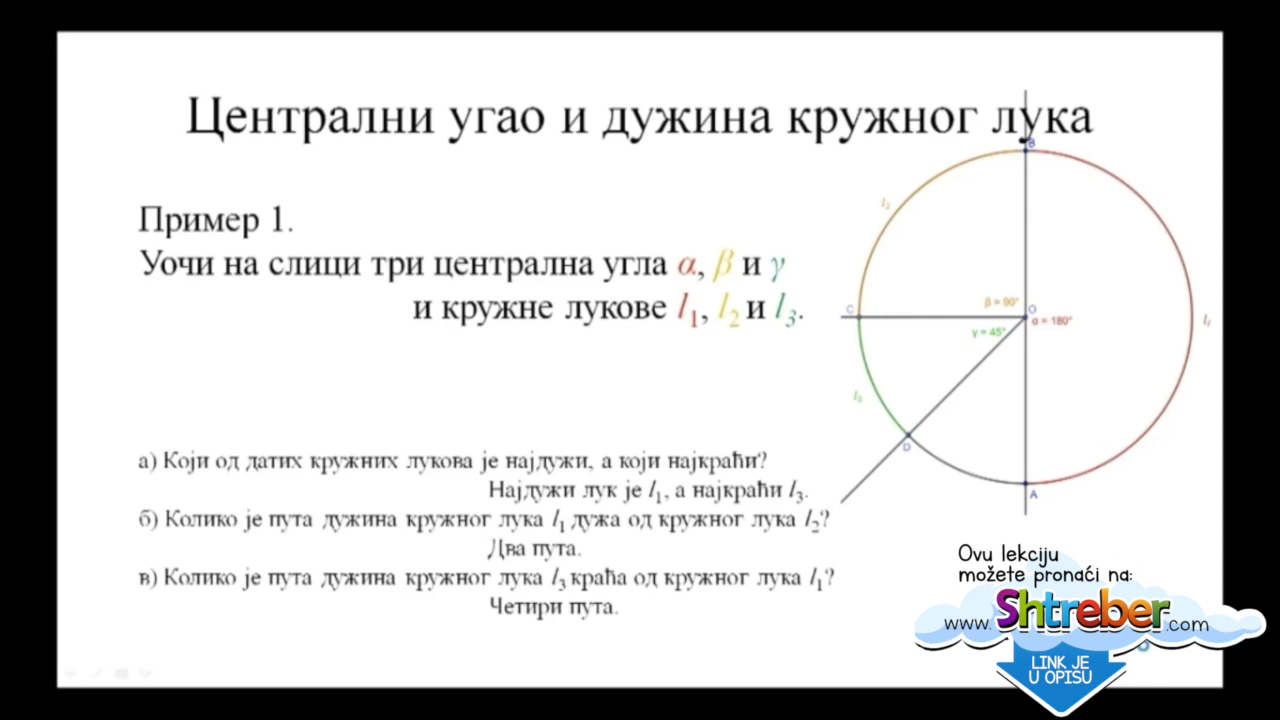 Централни угао и дужина кружног лука
Пример 1.
Уочи на слици три централна угла α, β и γ
и кружне лукове l₁, l₂ и l₃.
а) Који од датих кружних лукова је најдужи, а који најкраћи?
Најдужи лук је l₁, а најкраћи l₃.
б) Колико је пута дужина кружног лука l₁ дужа од кружног лука l₂?
Два пута.
в) Колико је пута дужина кружног лука l₃ краћа од кружног лука l₁?
Четири пута.
B
l₂
C
β = 90°
O
α = 180°
γ = 45°
l₁
l₃
D
A
Ovu lekciju
možete pronaći na:
www.Shtreber.com
LINK JE
U OPISU